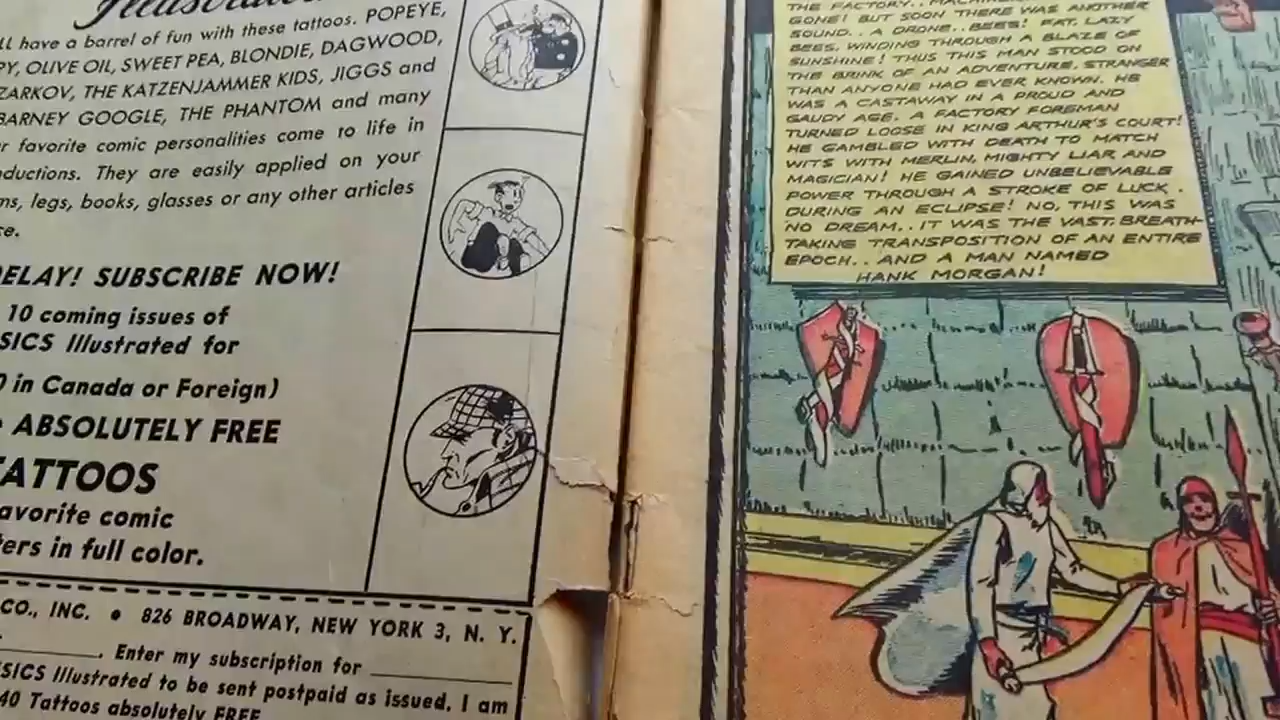 Illustrated
ll have a barrel of fun with these tattoos. POPEYE,
PY, OLIVE OIL, SWEET PEA, BLONDIE, DAGWOOD,
ZARKOV, THE KATZENJAMMER KIDS, JIGGS and
BARNEY GOOGLE, THE PHANTOM and many
r favorite comic personalities come to life in
oductions. They are easily applied on your
ms, legs, books, glasses or any other articles
se.
DELAY! SUBSCRIBE NOW!
10 coming issues of
SICS Illustrated for
0 in Canada or Foreign)
ABSOLUTELY FREE
TATTOOS
avorite comic
ters in full color.
CO., INC. • 826 BROADWAY, NEW YORK 3, N. Y.
. Enter my subscription for
SSICS Illustrated to be sent postpaid as issued. I am
40 Tattoos absolutely FREE
THE FACTORY..
GONE! BUT SOON THERE WAS ANOTHER
SOUND.. A DRONE.. BEES! FAT, LAZY
BEES, WINDING THROUGH A BLAZE OF
SUNSHINE! THUS THIS MAN STOOD ON
THE BRINK OF AN ADVENTURE, STRANGER
THAN ANYONE HAD EVER KNOWN. HE
WAS A CASTAWAY IN A PROUD AND
GAUDY AGE. A FACTORY FOREMAN
TURNED LOOSE IN KING ARTHUR'S COURT!
HE GAMBLED WITH DEATH TO MATCH
WITS WITH MERLIN, MIGHTY LIAR AND
MAGICIAN! HE GAINED UNBELIEVABLE
POWER THROUGH A STROKE OF LUCK.
DURING AN ECLIPSE! NO, THIS WAS
NO DREAM.. IT WAS THE VAST, BREATH-
TAKING TRANSPOSITION OF AN ENTIRE
EPOCH.. AND A MAN NAMED
HANK MORGAN!